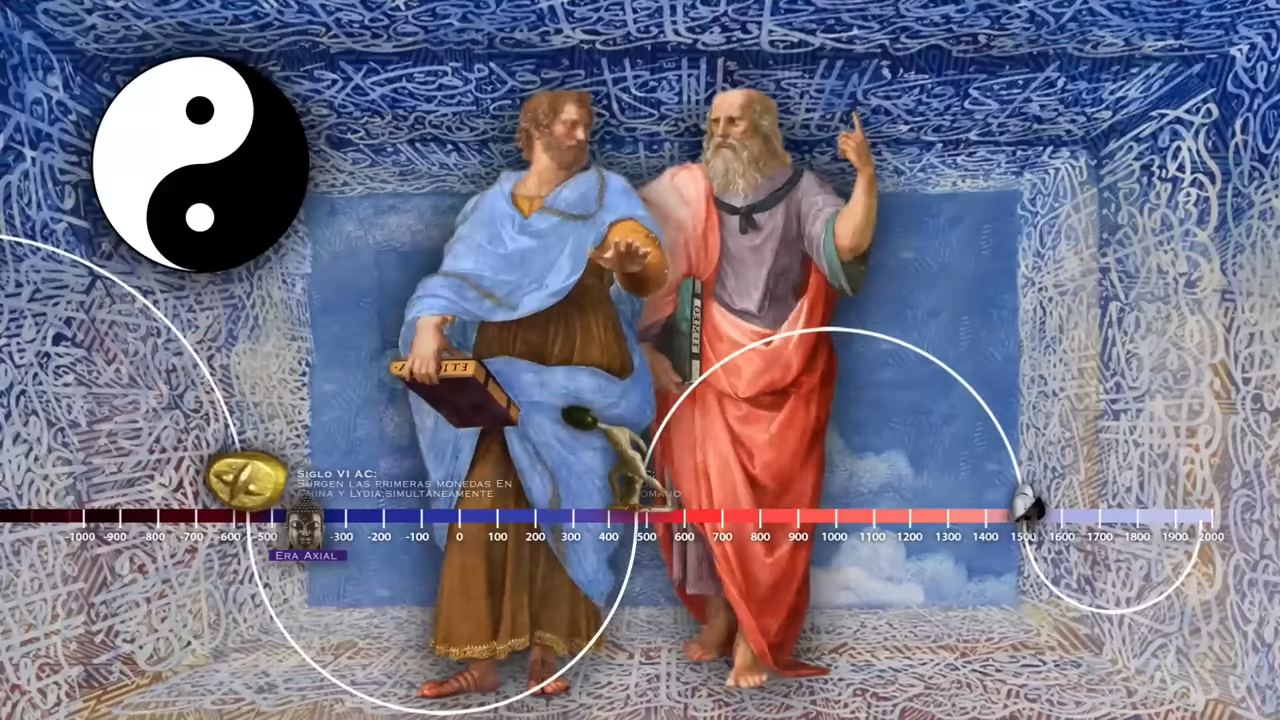 TIMEO
ETICA
Siglo VI AC:
Surgen las primeras monedas En
China y Lydia,simultáneamente
-1000 -900 800 -700 -600 -500 -300 -200 -100 0 100 200 300 400 500 600 700 800 900 1000 1100 1200 1300 1400 1500 1600 1700 1800 1900 2000
Era Axial